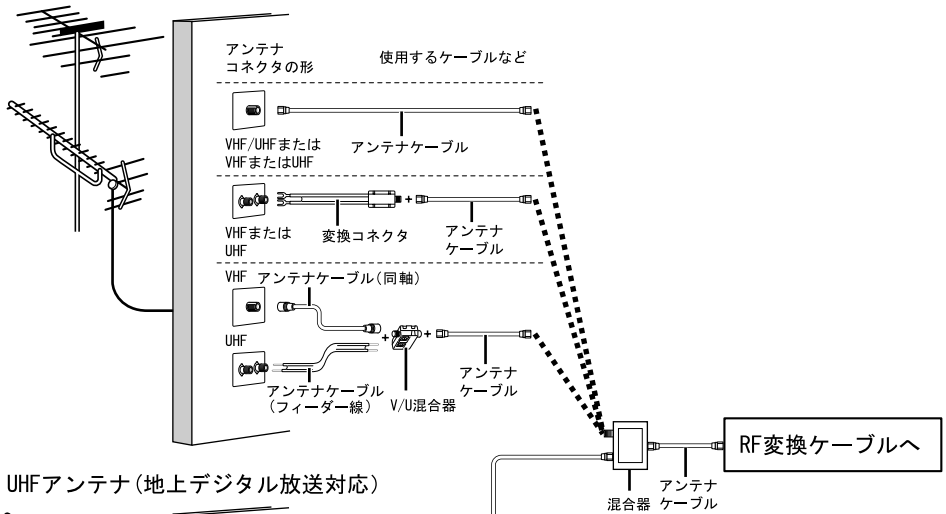 アンテナ
コネクタの形
使用するケーブルなど
VHF/UHFまたは
VHFまたはUHF
アンテナケーブル
VHFまたは
UHF
変換コネクタ
+
アンテナ
ケーブル
VHF
アンテナケーブル(同軸)
UHF
アンテナケーブル
(フィーダー線)
+
V/U混合器
+
アンテナ
ケーブル
混合器
アンテナ
ケーブル
RF変換ケーブルへ
UHFアンテナ(地上デジタル放送対応)